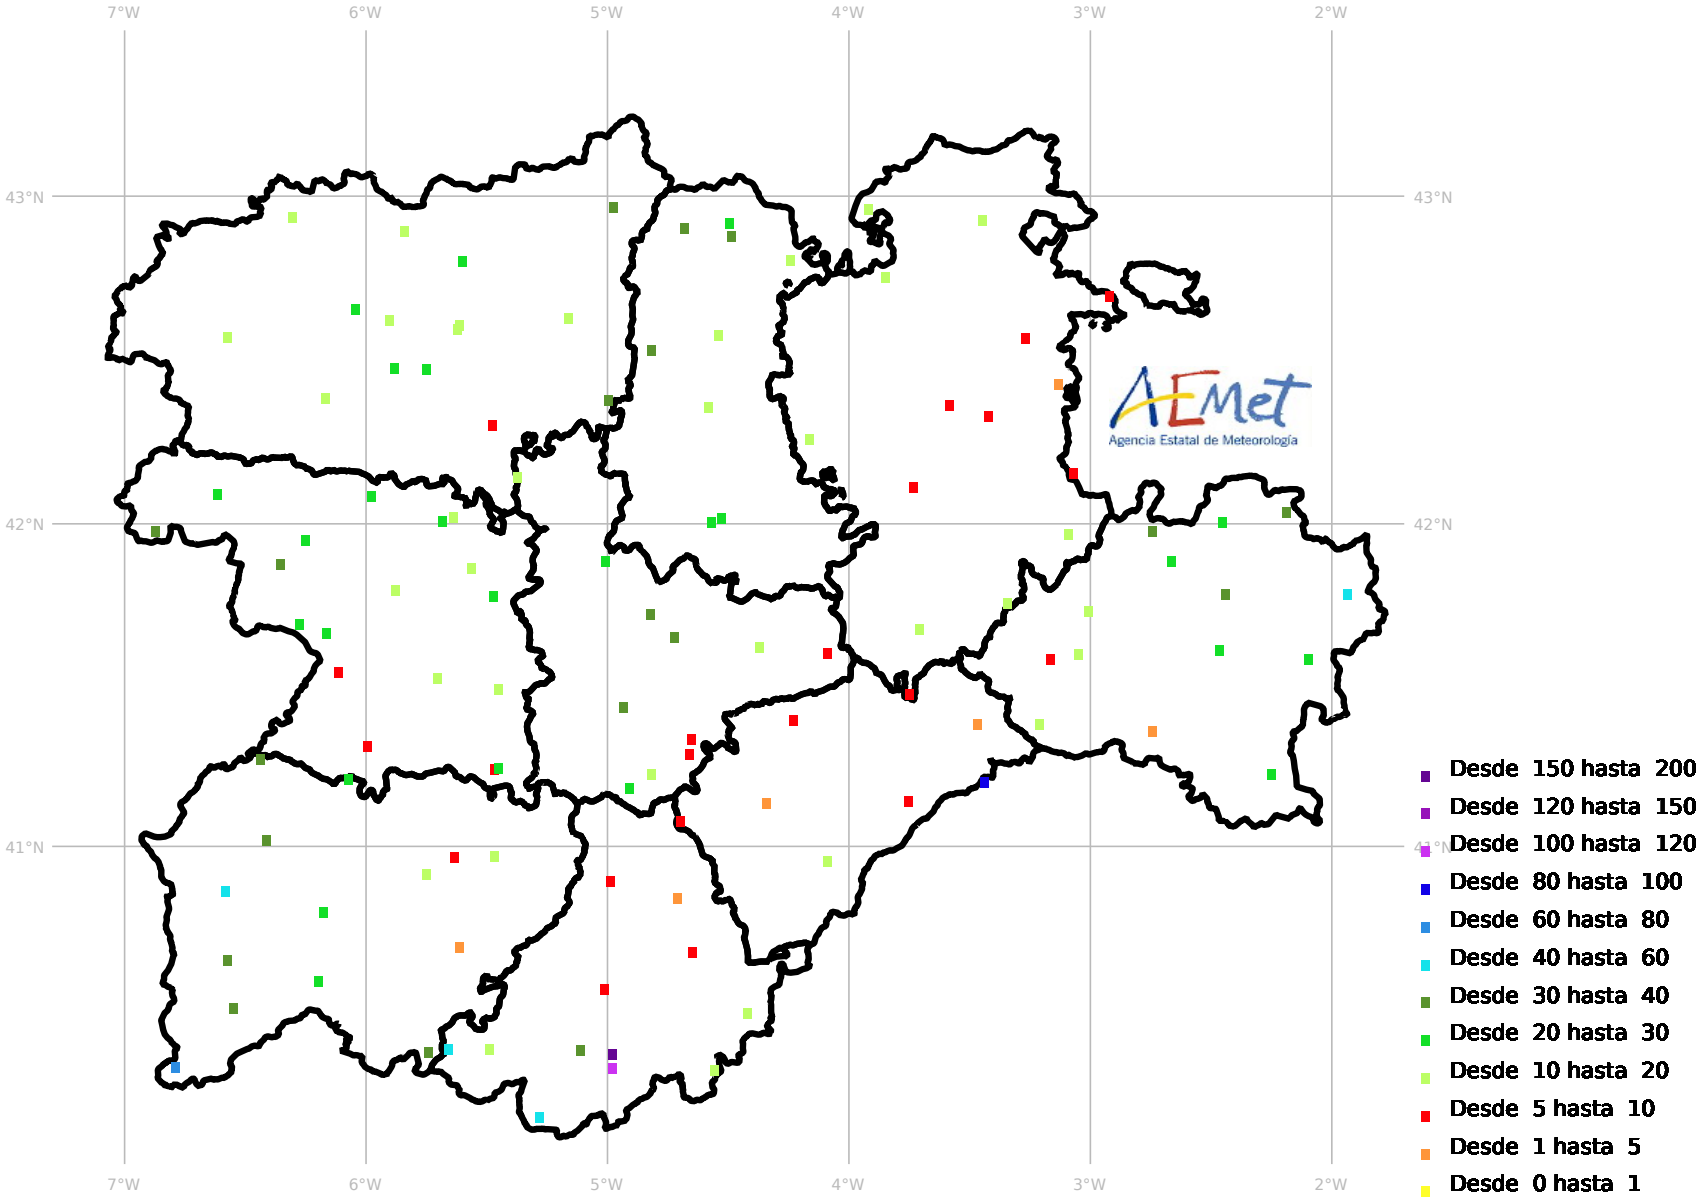 7°W 6°W 5°W 4°W 3°W 2°W
43°N 43°N
AEMet
Agencia Estatal de Meteorología
42°N 42°N
41°N 41°N
Desde 150 hasta 200
Desde 120 hasta 150
Desde 100 hasta 120
Desde 80 hasta 100
Desde 60 hasta 80
Desde 40 hasta 60
Desde 30 hasta 40
Desde 20 hasta 30
Desde 10 hasta 20
Desde 5 hasta 10
Desde 1 hasta 5
Desde 0 hasta 1
7°W 6°W 5°W 4°W 3°W 2°W